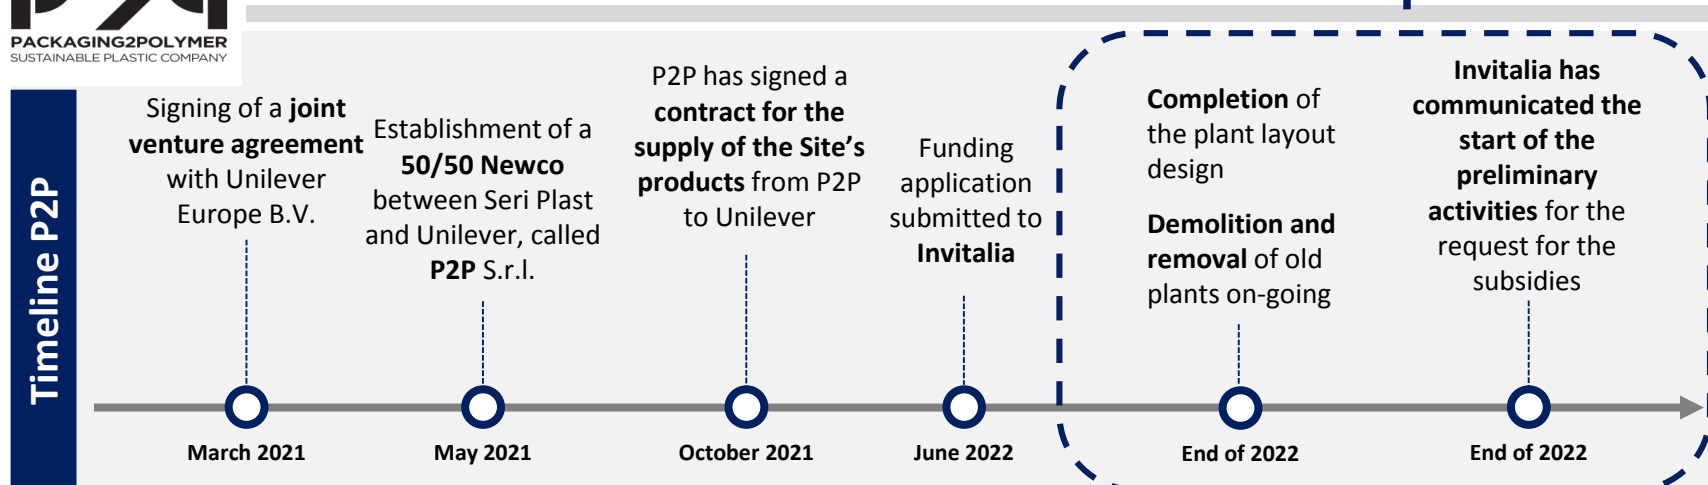 PACKAGING2POLYMER
SUSTAINABLE PLASTIC COMPANY
Timeline P2P
Signing of a joint
venture agreement
with Unilever
Europe B.V.
March 2021
Establishment of a
50/50 Newco
between Seri Plast
and Unilever, called
P2P S.r.l.
May 2021
P2P has signed a
contract for the
supply of the Site's
products from P2P
to Unilever
October 2021
Funding
application
submitted to
Invitalia
June 2022
Completion of
the plant layout
design
Demolition and
removal of old
plants on-going
End of 2022
Invitalia has
communicated the
start of the
preliminary
activities for the
request for the
subsidies
End of 2022